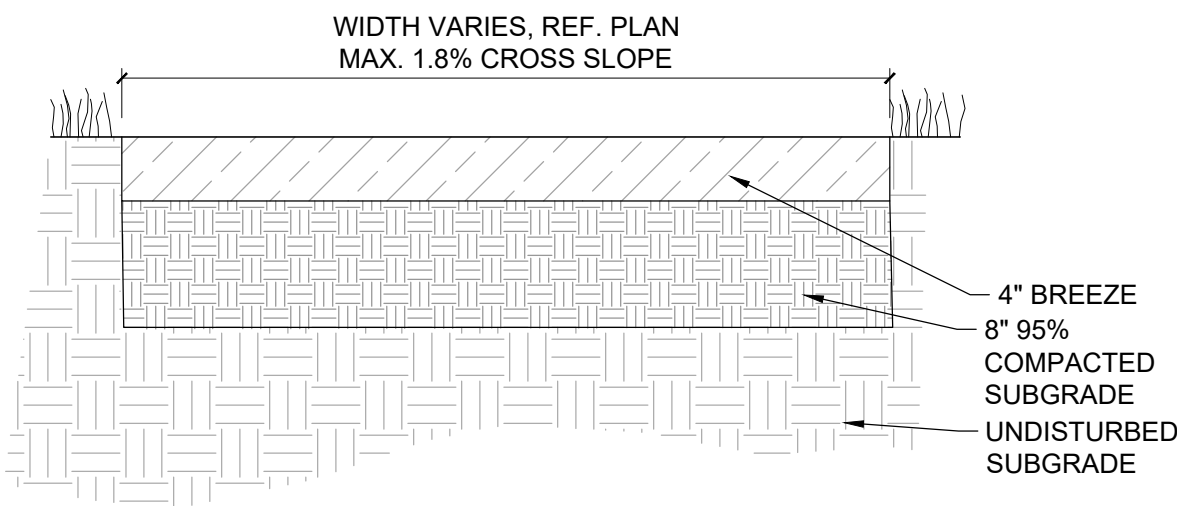 WIDTH VARIES, REF. PLAN
MAX. 1.8% CROSS SLOPE
4" BREEZE
8" 95%
COMPACTED
SUBGRADE
UNDISTURBED
SUBGRADE